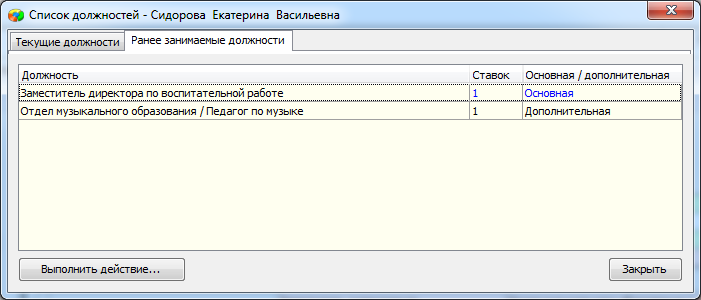 Список должностей - Сидорова Екатерина Васильевна
Текущие должности Ранее занимаемые должности
Должность Ставок Основная / дополнительная
Заместитель директора по воспитательной работе 1 Основная
Отдел музыкального образования / Педагог по музыке 1 Дополнительная
Выполнить действие... Закрыть